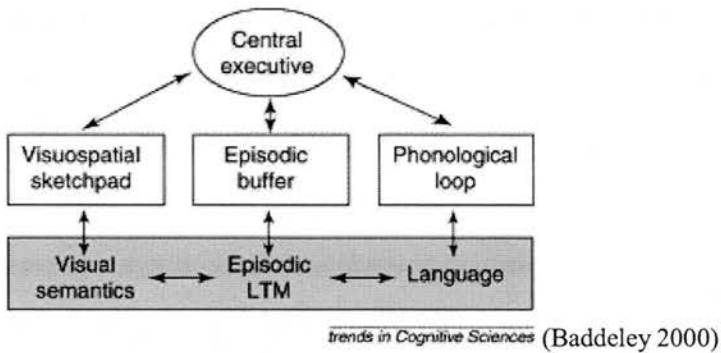 Central
executive
Visuospatial
sketchpad
Episodic
buffer
Phonological
loop
Visual
semantics
Episodic
LTM
Language
trends in Cognitive Sciences (Baddeley 2000)